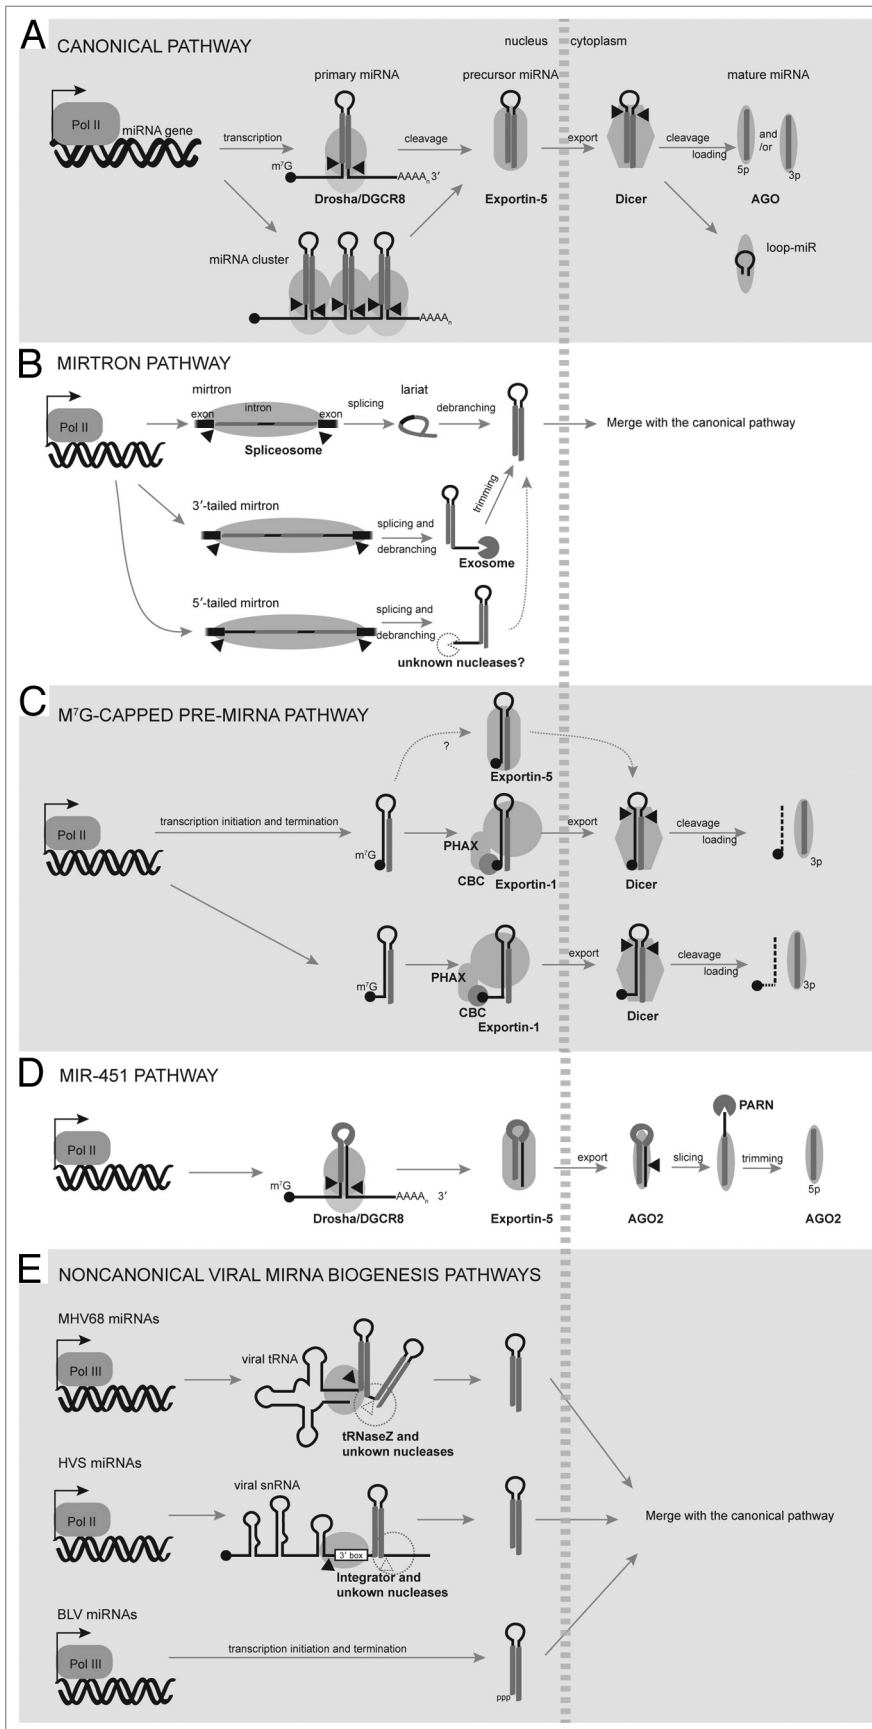 A
CANONICAL PATHWAY
nucleus
cytoplasm
primary miRNA
precursor miRNA
mature miRNA
Pol II
miRNA gene
transcription
cleavage
export
cleavage
loading
and
/or
5p
3p
m⁷G
AAAAₙ 3′
Drosha/DGCR8
Exportin-5
Dicer
AGO
miRNA cluster
loop-miR
AAAAₙ
B
MIRTRON PATHWAY
mirtron
splicing
lariat
debranching
Pol II
exon
intron
exon
Spliceosome
Merge with the canonical pathway
trimming
3′-tailed mirtron
splicing and
debranching
Exosome
5′-tailed mirtron
splicing and
debranching
unknown nucleases?
C
M⁷G-CAPPED PRE-MIRNA PATHWAY
?
Exportin-5
Pol II
transcription initiation and termination
m⁷G
PHAX
CBC
Exportin-1
export
Dicer
cleavage
loading
3p
m⁷G
PHAX
CBC
Exportin-1
export
Dicer
cleavage
loading
3p
D
MIR-451 PATHWAY
PARN
Pol II
export
slicing
trimming
m⁷G
AAAAₙ 3′
5p
Drosha/DGCR8
Exportin-5
AGO2
AGO2
E
NONCANONICAL VIRAL MIRNA BIOGENESIS PATHWAYS
MHV68 miRNAs
Pol III
viral tRNA
tRNaseZ and
unkown nucleases
HVS miRNAs
Pol II
viral snRNA
3′ box
Integrator and
unkown nucleases
Merge with the canonical pathway
BLV miRNAs
Pol III
transcription initiation and termination
ppp